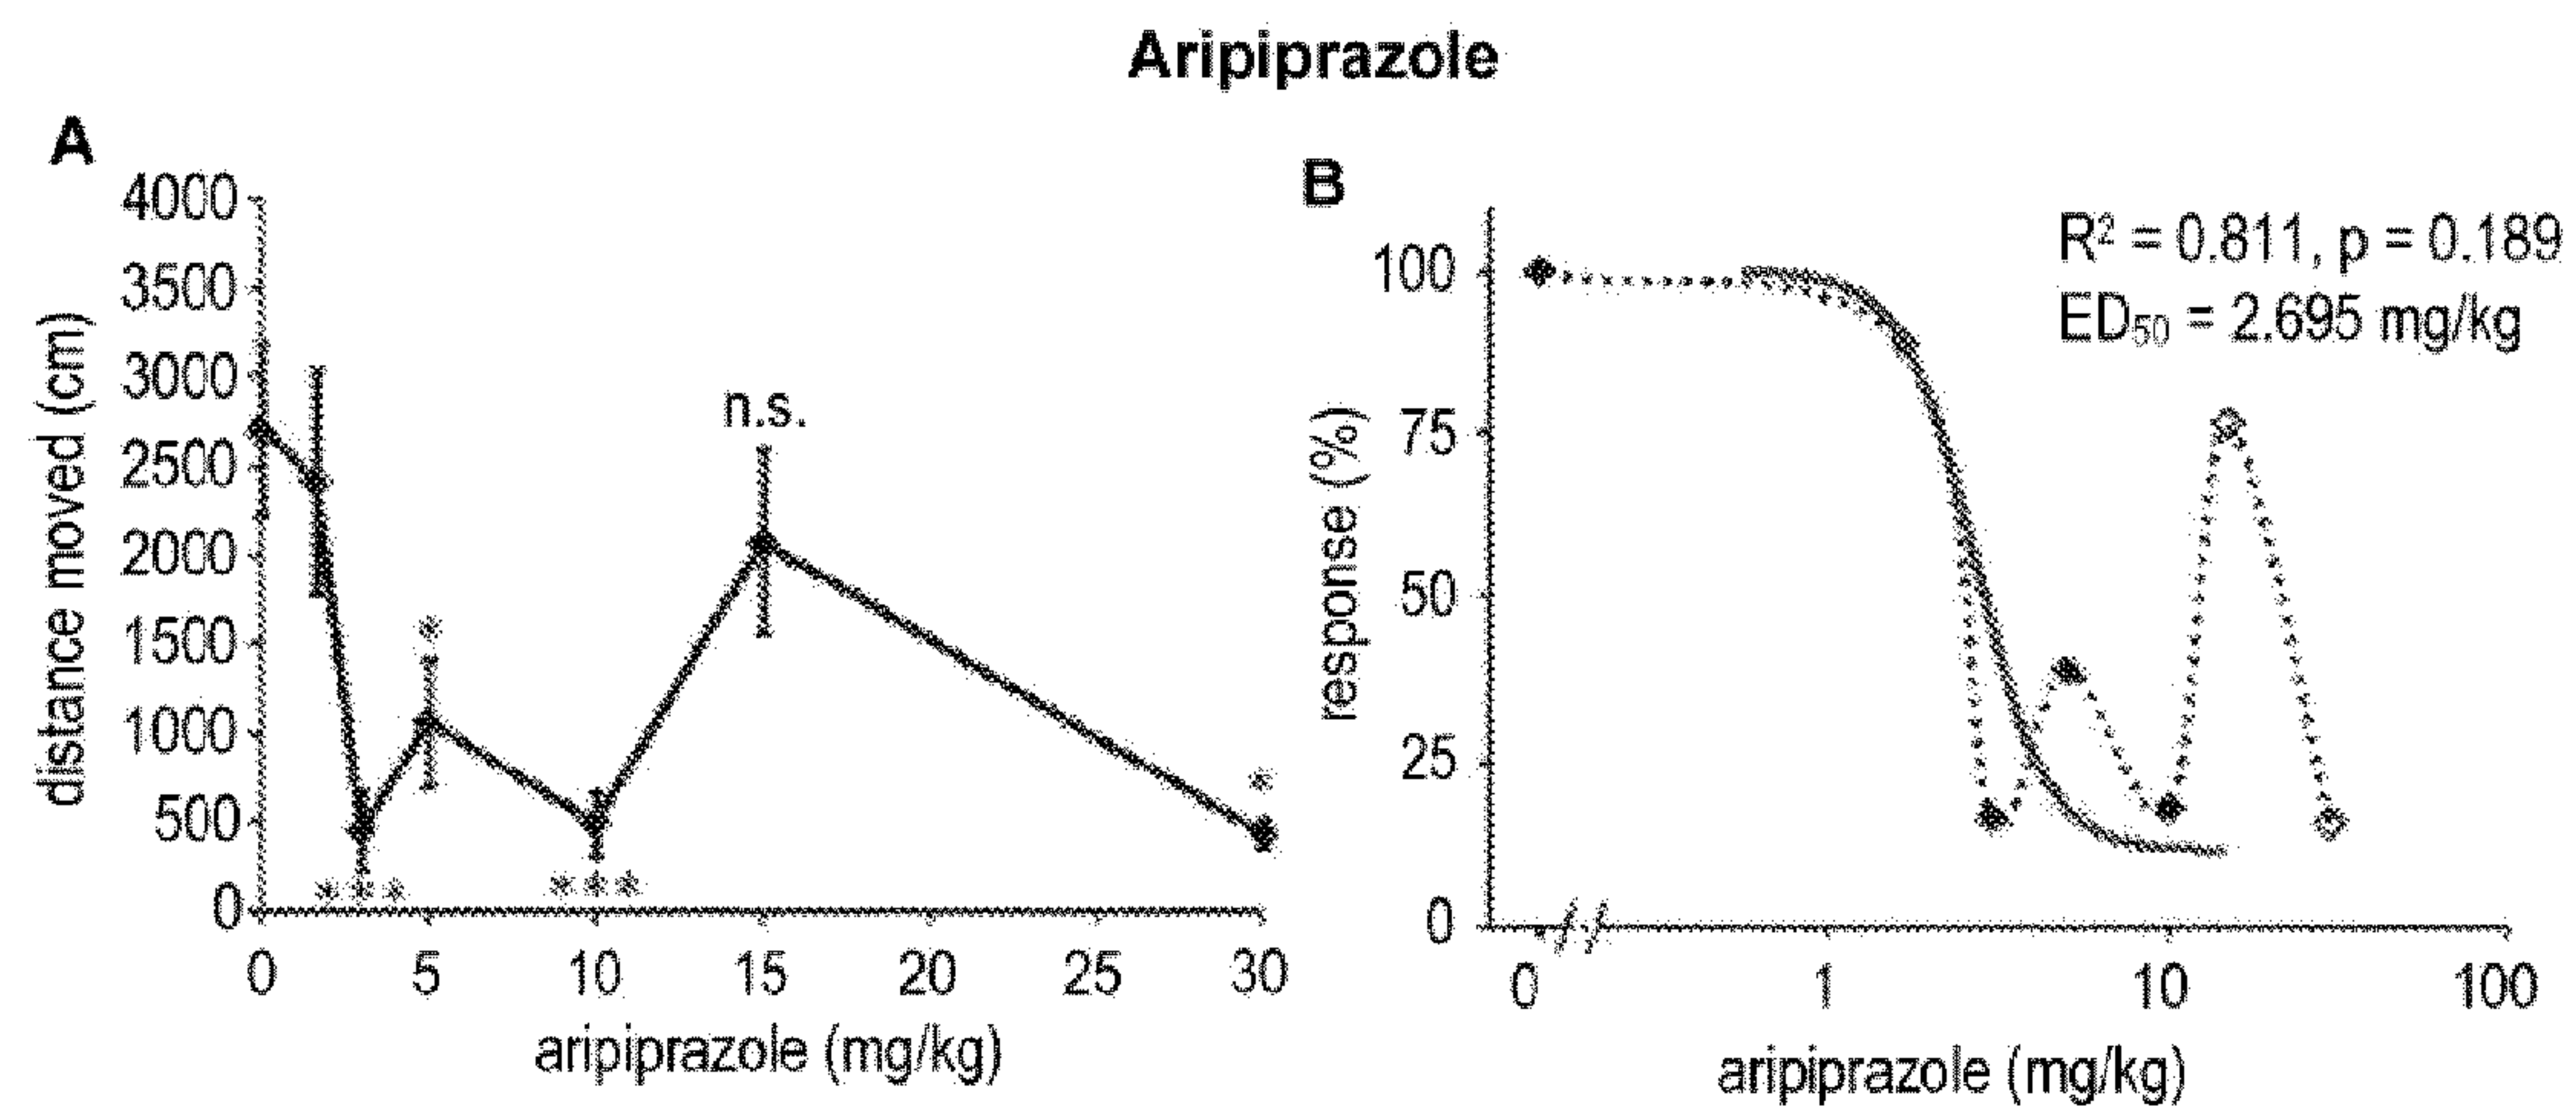 Aripiprazole
A
4000
3500
3000
2500
2000
1500
1000
500
0
distance moved (cm)
n.s.
*
***
***
*
0 5 10 15 20 25 30
aripiprazole (mg/kg)
B
R² = 0.811, p = 0.189
ED₅₀ = 2.695 mg/kg
100
75
50
25
0
response (%)
0 1 10 100
aripiprazole (mg/kg)